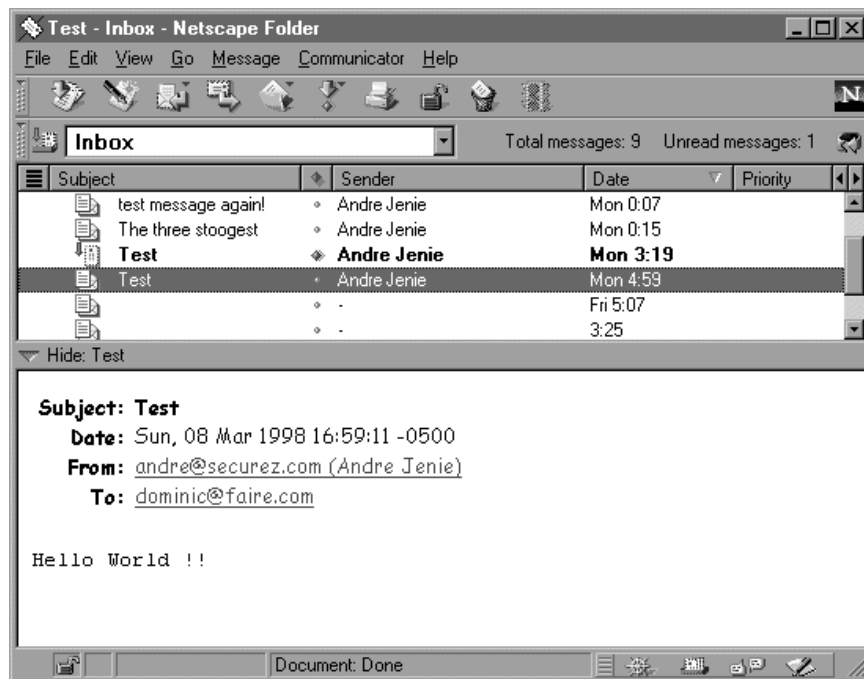 Test - Inbox - Netscape Folder
File Edit View Go Message Communicator Help
N
Inbox Total messages: 9 Unread messages: 1
Subject Sender Date Priority
test message again! Andre Jenie Mon 0:07
The three stoogest Andre Jenie Mon 0:15
Test Andre Jenie Mon 3:19
Test Andre Jenie Mon 4:59
- Fri 5:07
- 3:25
Hide: Test
Subject: Test
Date: Sun, 08 Mar 1998 16:59:11 -0500
From: andre@securez.com (Andre Jenie)
To: dominic@faire.com
Hello World !!
Document: Done